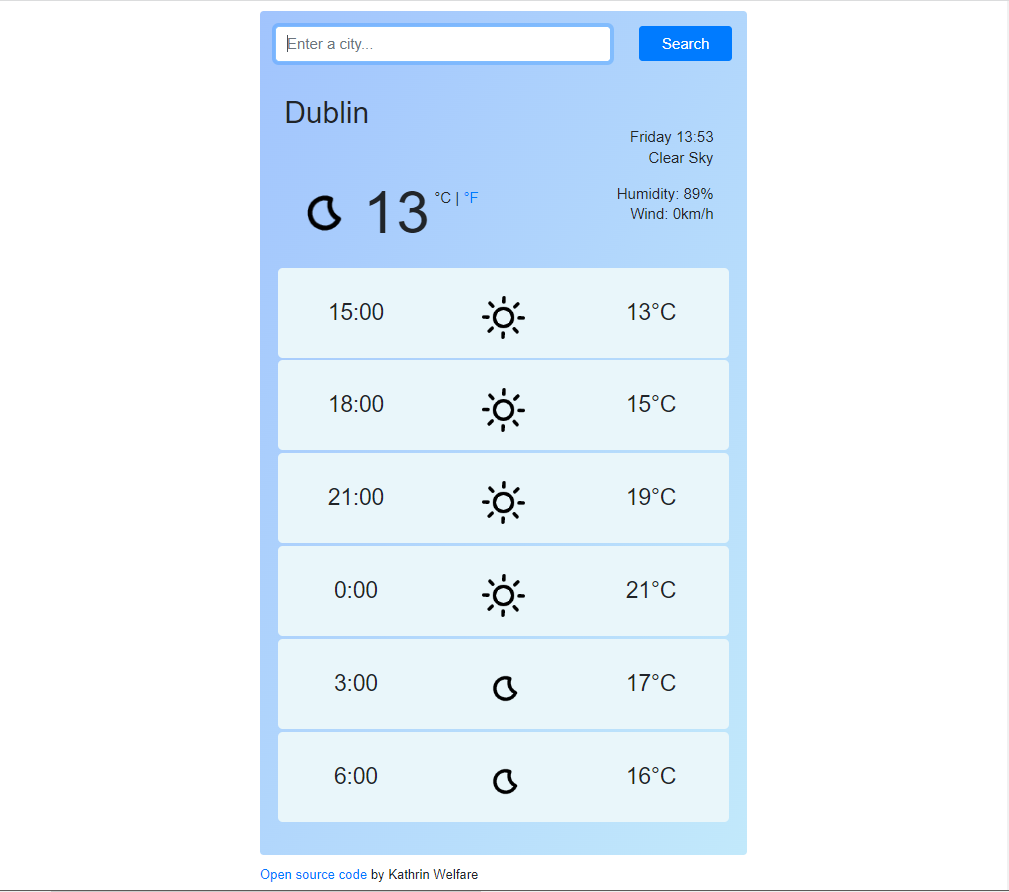 Enter a city...
Search
Dublin
Friday 13:53
Clear Sky
13 °C | °F
Humidity: 89%
Wind: 0km/h
15:00 13°C
18:00 15°C
21:00 19°C
0:00 21°C
3:00 17°C
6:00 16°C
Open source code by Kathrin Welfare